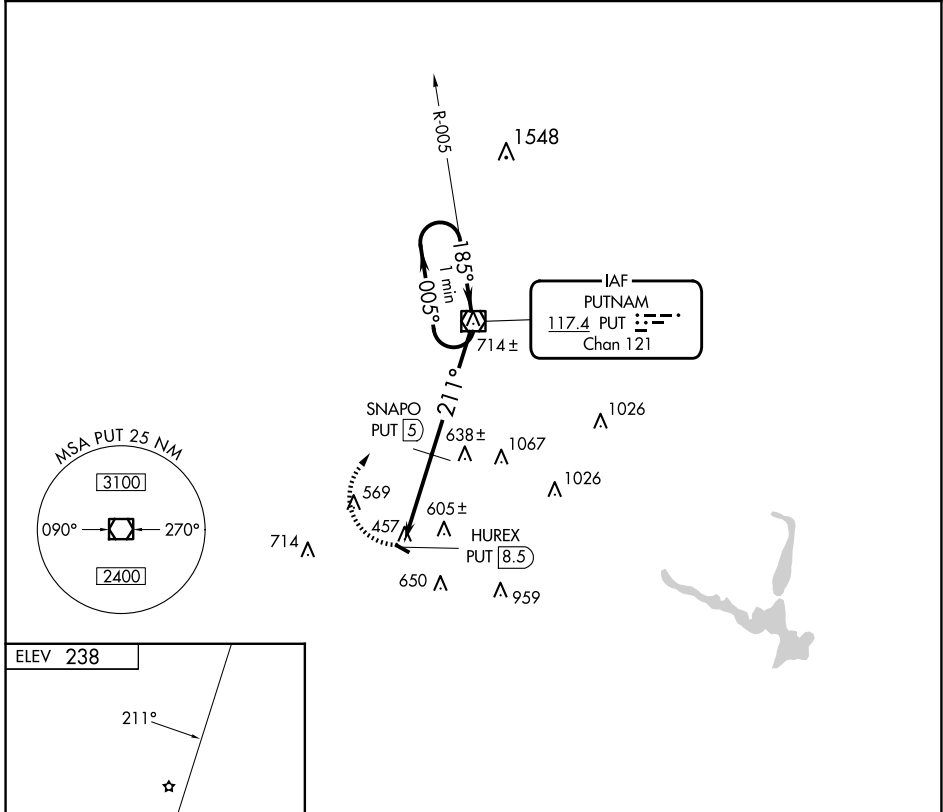 R-005
1548
185°
1 min
005°
IAF
PUTNAM
117.4 PUT
Chan 121
714±
211°
SNAPO
PUT 5
638±
1067
1026
1026
MSA PUT 25 NM
3100
090°
270°
2400
569
457
605±
HUREX
PUT 8.5
714
650
959
ELEV 238
211°